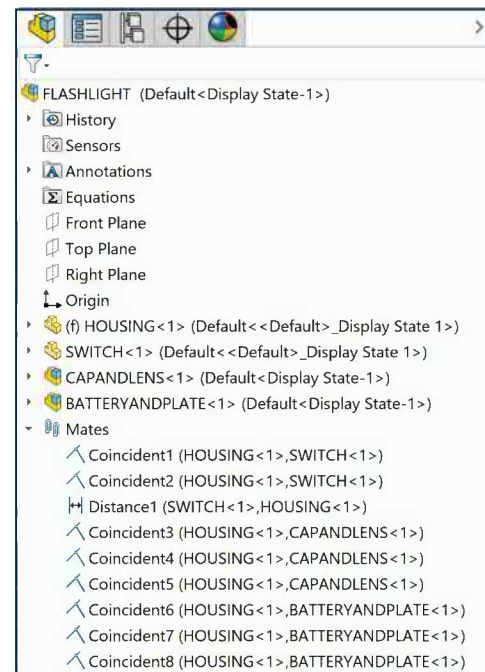 FLASHLIGHT (Default<Display State-1>)
History
Sensors
Annotations
Equations
Front Plane
Top Plane
Right Plane
Origin
(f) HOUSING<1> (Default<<Default>_Display State 1>)
SWITCH<1> (Default<<Default>_Display State 1>)
CAPANDLENS<1> (Default<Display State-1>)
BATTERYANDPLATE<1> (Default<Display State-1>)
Mates
Coincident1 (HOUSING<1>,SWITCH<1>)
Coincident2 (HOUSING<1>,SWITCH<1>)
Distance1 (SWITCH<1>,HOUSING<1>)
Coincident3 (HOUSING<1>,CAPANDLENS<1>)
Coincident4 (HOUSING<1>,CAPANDLENS<1>)
Coincident5 (HOUSING<1>,CAPANDLENS<1>)
Coincident6 (HOUSING<1>,BATTERYANDPLATE<1>)
Coincident7 (HOUSING<1>,BATTERYANDPLATE<1>)
Coincident8 (HOUSING<1>,BATTERYANDPLATE<1>)